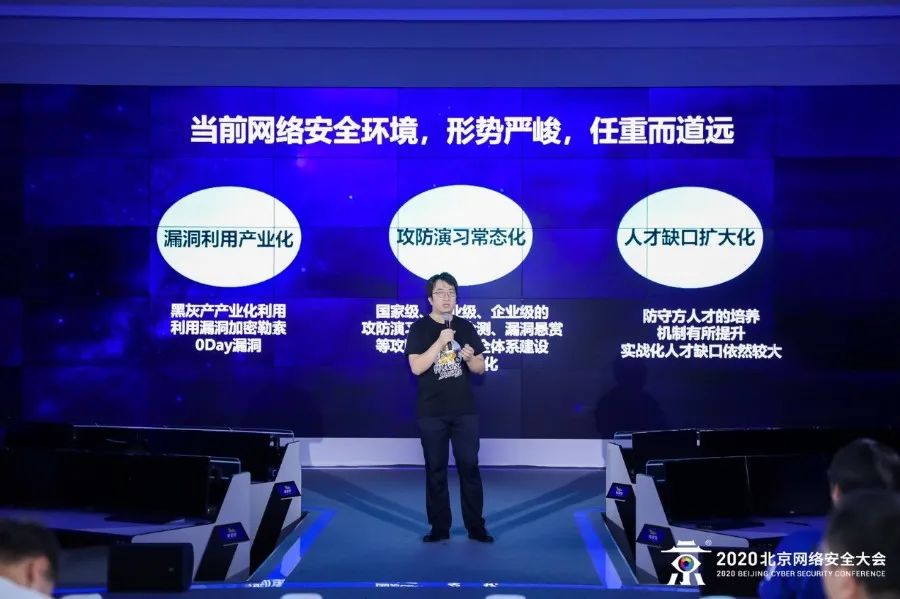 当前网络安全环境，形势严峻，任重而道远
漏洞利用产业化
攻防演习常态化
人才缺口扩大化
黑灰产产业化利用
利用漏洞加密勒索
0Day漏洞
国家级、 业级、企业级的
攻防演习 测、漏洞悬赏
等攻 全体系建设
化
防守方人才的培养
机制有所提升
实战化人才缺口依然较大
2020北京网络安全大会
2020 BEIJING CYBER SECURITY CONFERENCE